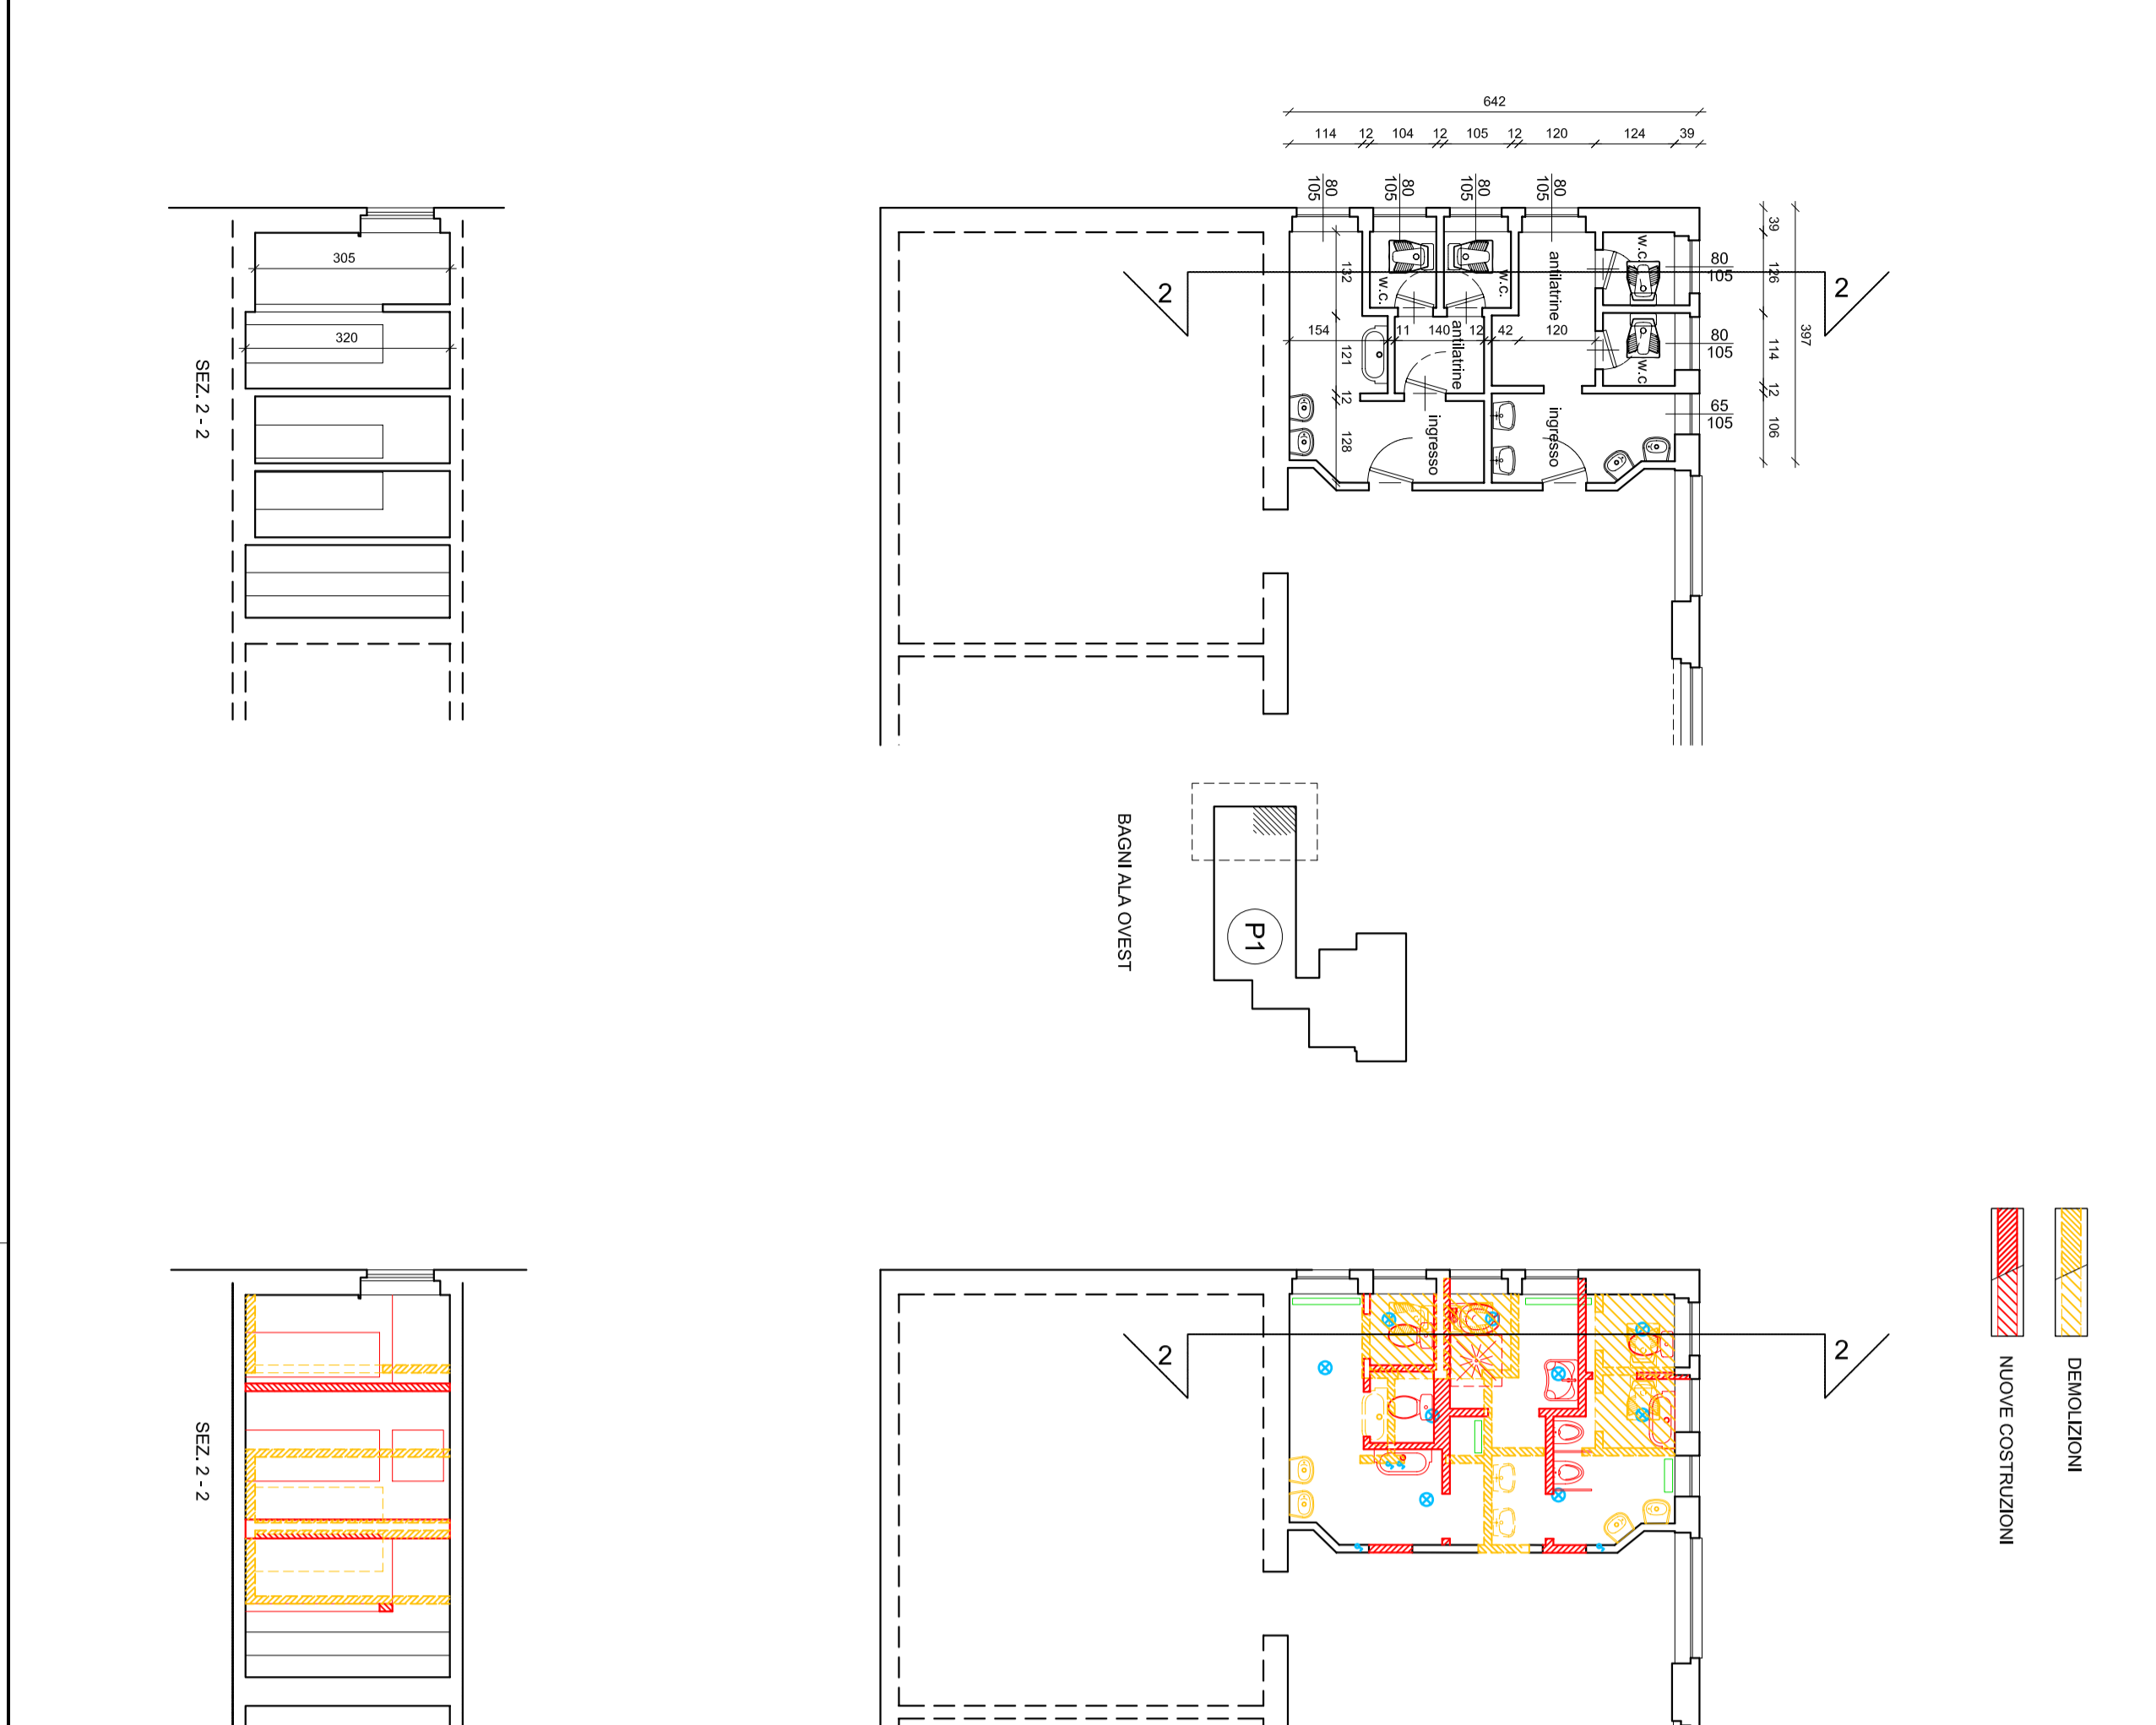 642
114 12 104 12 105 12 120 124 39
80
105
80
105
80
105
80
105
39
126
114
12
106
397
80
105
80
105
65
105
w.c.
w.c.
w.c.
w.c
antilatrine
antilatrine
ingresso
ingresso
132
121
12
128
154 11 140 12 42 120
2
2
305
320
SEZ. 2 - 2
BAGNI ALA OVEST
P1
2
2
SEZ. 2 - 2
DEMOLIZIONI
NUOVE COSTRUZIONI